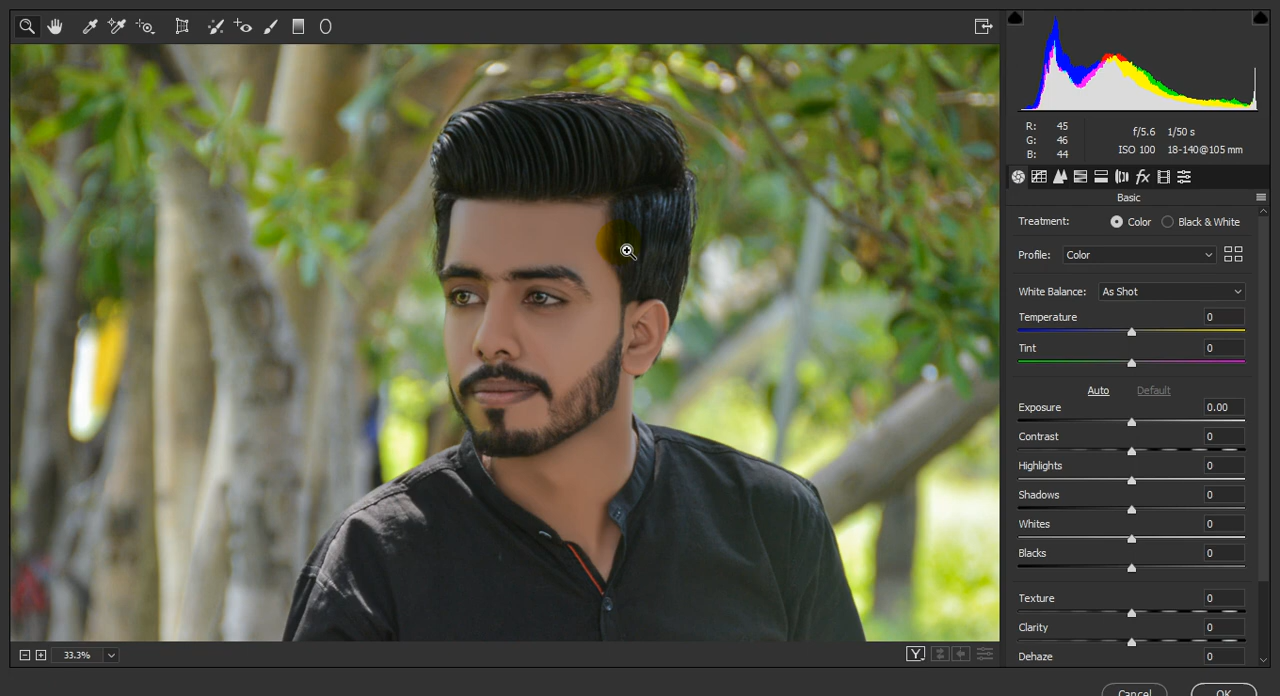 R: 45
G: 46
B: 44
f/5.6 1/50 s
ISO 100 18-140@105 mm
fx
Basic
Treatment: Color Black & White
Profile: Color
White Balance: As Shot
Temperature 0
Tint 0
Auto Default
Exposure 0.00
Contrast 0
Highlights 0
Shadows 0
Whites 0
Blacks 0
Texture 0
Clarity 0
Dehaze 0
33.3% Y
Cancel OK